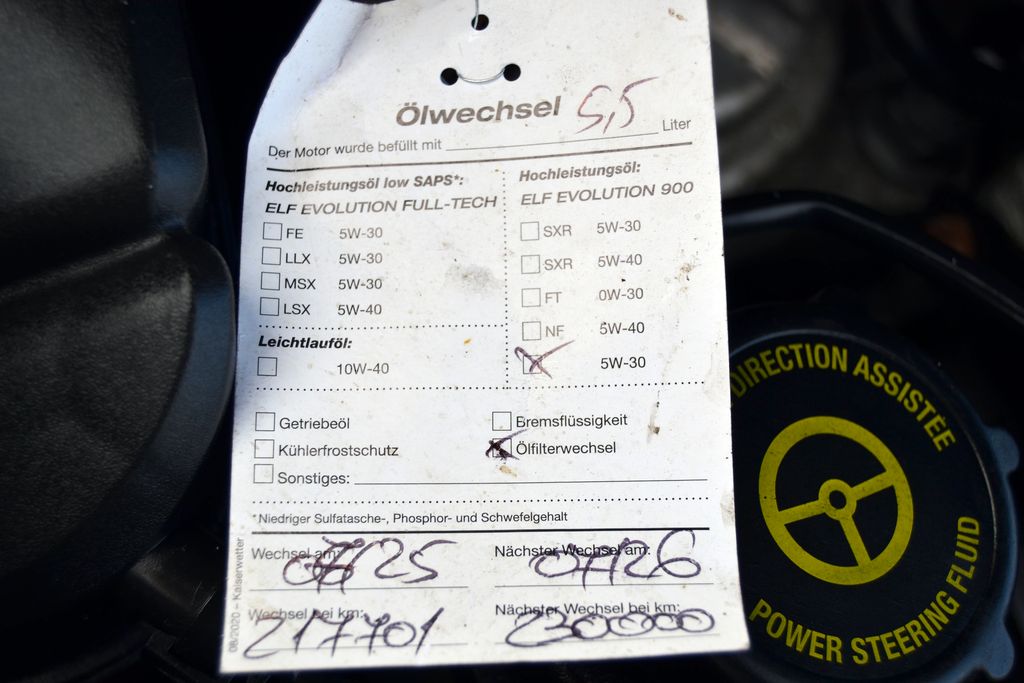 Ölwechsel
Der Motor wurde befüllt mit 5,5 Liter
Hochleistungsöl low SAPS*:
ELF EVOLUTION FULL-TECH
FE 5W-30
LLX 5W-30
MSX 5W-30
LSX 5W-40
Leichtlauföl:
10W-40
Hochleistungsöl:
ELF EVOLUTION 900
SXR 5W-30
SXR 5W-40
FT 0W-30
NF 5W-40
5W-30
Getriebeöl
Kühlerfrostschutz
Sonstiges:
Bremsflüssigkeit
Ölfilterwechsel
*Niedriger Sulfatasche-, Phosphor- und Schwefelgehalt
Wechsel am: 07/25
Nächster Wechsel am: 07/26
Wechsel bei km: 217701
Nächster Wechsel bei km: 230000
08/2020 – Kaiserwetter
DIRECTION ASSISTÉE
POWER STEERING FLUID